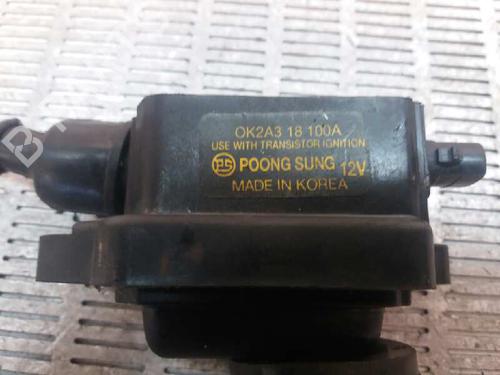 OK2A3 18 100A
USE WITH TRANSISTOR IGNITION
PS POONG SUNG 12V
MADE IN KOREA